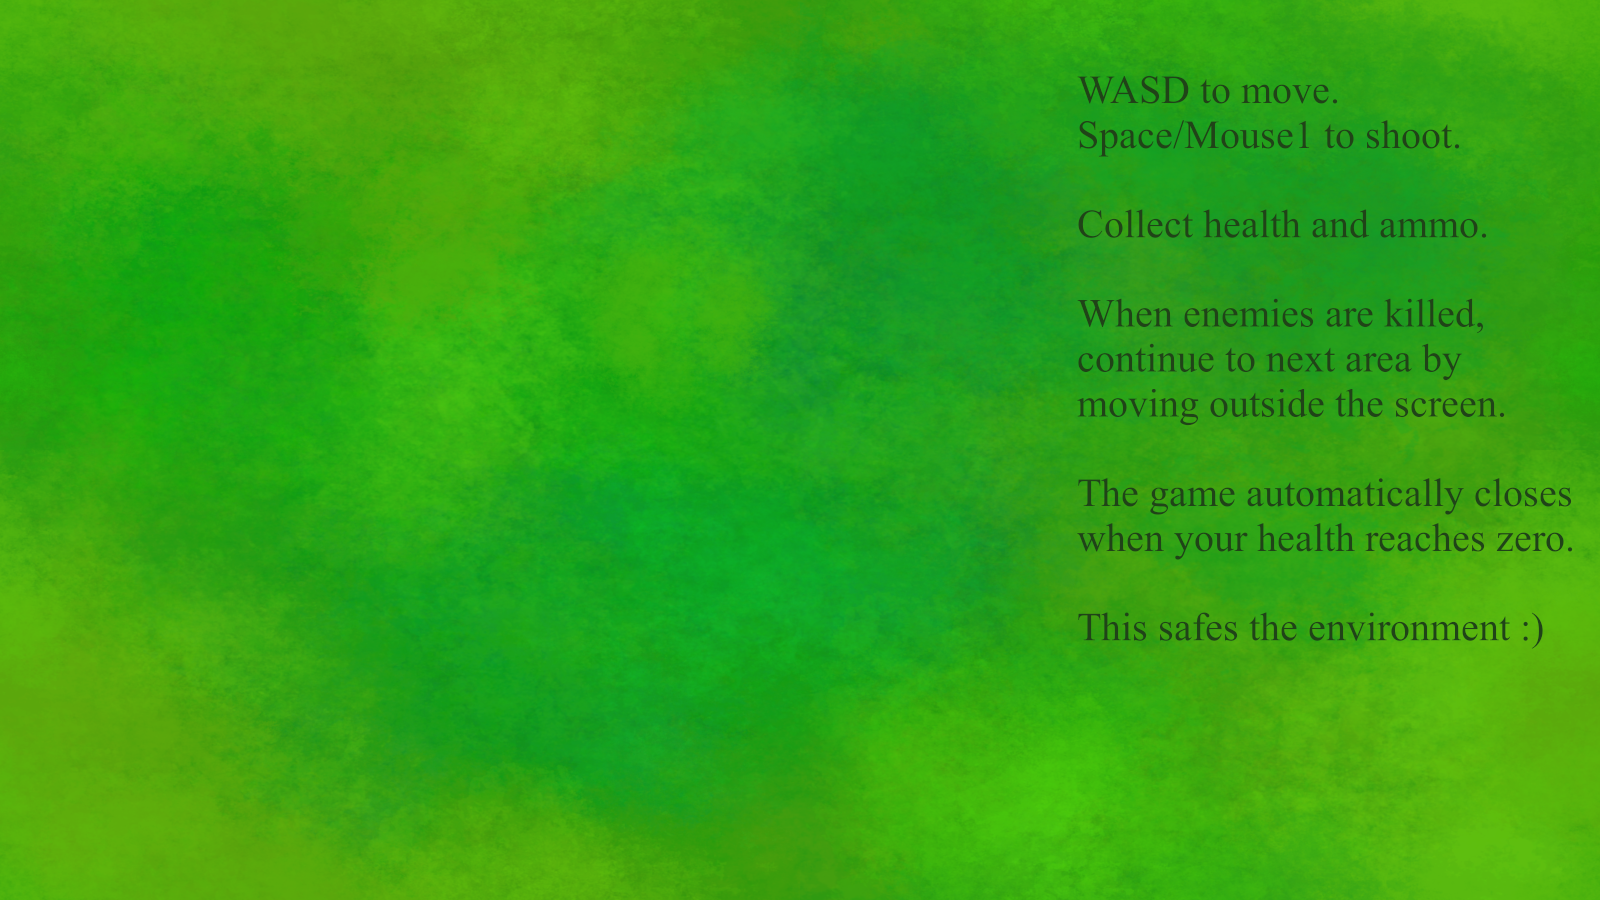 WASD to move.
Space/Mouse1 to shoot.
Collect health and ammo.
When enemies are killed,
continue to next area by
moving outside the screen.
The game automatically closes
when your health reaches zero.
This safes the environment :)